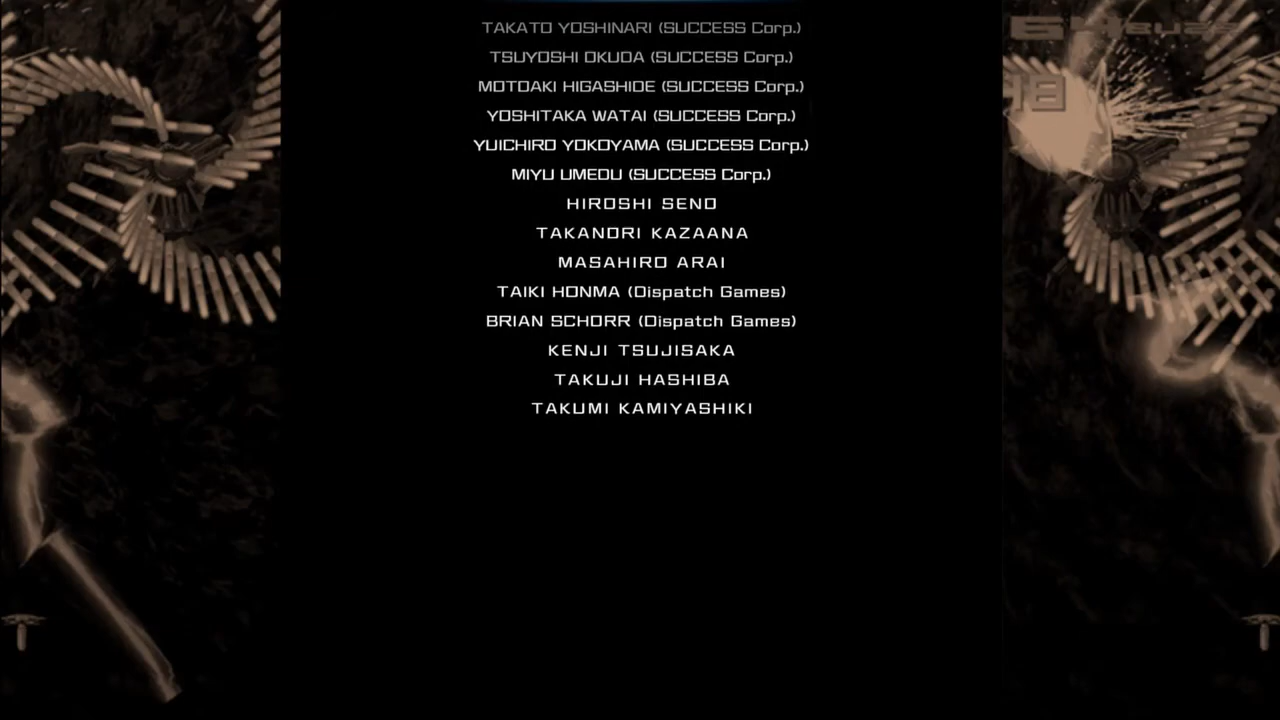 TAKATO YOSHINARI (SUCCESS Corp.)
TSUYOSHI OKUDA (SUCCESS Corp.)
MOTOAKI HIGASHIDE (SUCCESS Corp.)
YOSHITAKA WATAI (SUCCESS Corp.)
YUICHIRO YOKOYAMA (SUCCESS Corp.)
MIYU UMEDU (SUCCESS Corp.)
HIROSHI SENO
TAKANORI KAZAANA
MASAHIRO ARAI
TAIKI HONMA (Dispatch Games)
BRIAN SCHORR (Dispatch Games)
KENJI TSUJISAKA
TAKUJI HASHIBA
TAKUMI KAMIYASHIKI